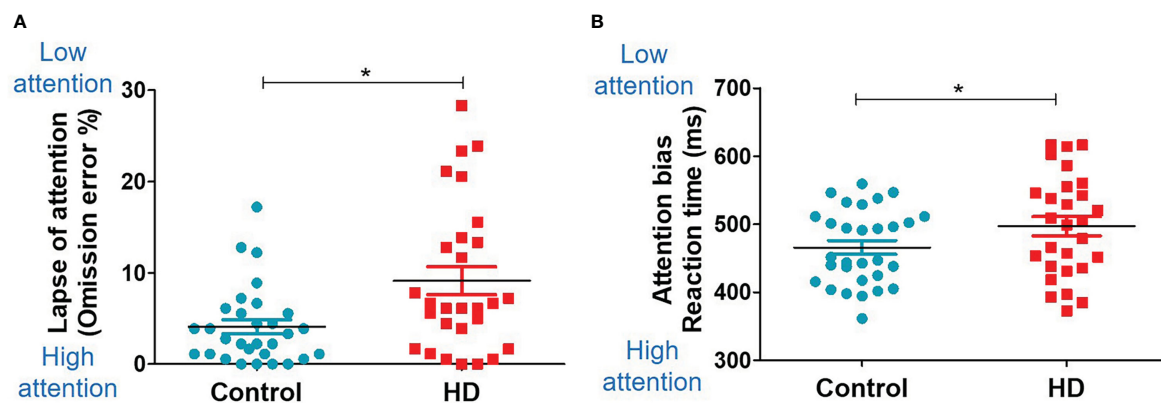 A
Low
attention
Lapse of attention
(Omission error %)
High
attention
30
20
10
0
*
Control
HD
B
Low
attention
Attention bias
Reaction time (ms)
High
attention
700
600
500
400
300
*
Control
HD